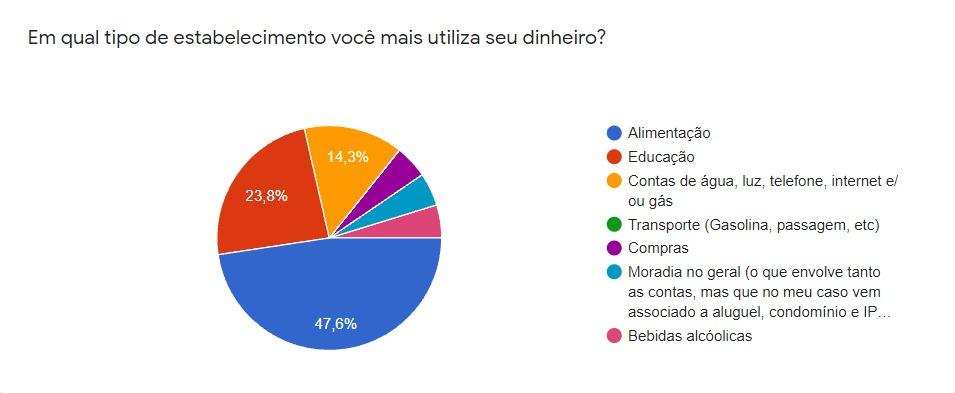 Em qual tipo de estabelecimento você mais utiliza seu dinheiro?
14,3%
23,8%
47,6%
Alimentação
Educação
Contas de água, luz, telefone, internet e/
ou gás
Transporte (Gasolina, passagem, etc)
Compras
Moradia no geral (o que envolve tanto
as contas, mas que no meu caso vem
associado a aluguel, condomínio e IP...
Bebidas alcóolicas